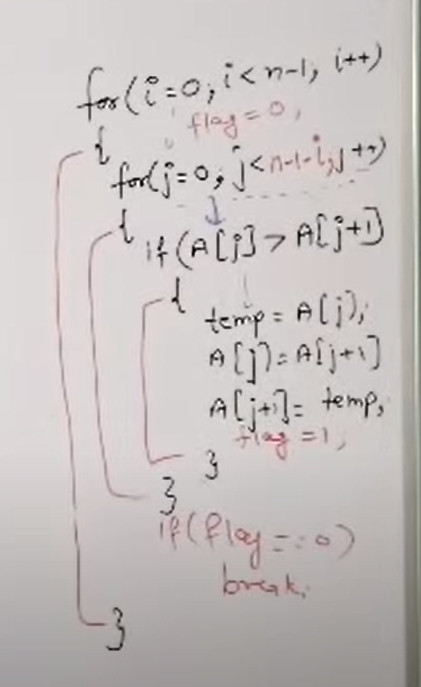 for(i=0; i<n-1; i++)
flag=0;
{
for(j=0; j<n-1-i; j++)
{
if(A[j] > A[j+1]
{
temp = A[j];
A[j] = A[j+1]
A[j+1] = temp;
flag = 1;
}
}
if(flag==0)
break;
}